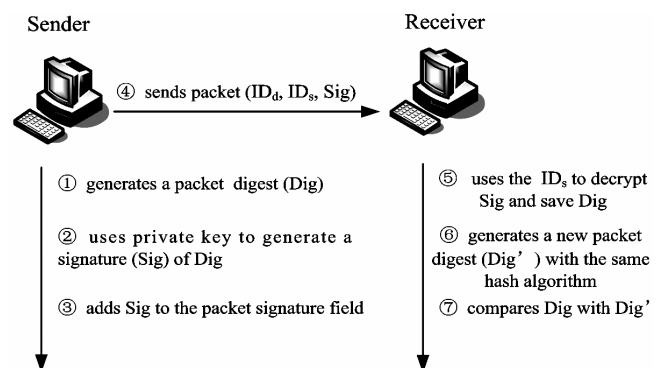 Sender
Receiver
④ sends packet (IDd, IDs, Sig)
① generates a packet digest (Dig)
② uses private key to generate a
signature (Sig) of Dig
③ adds Sig to the packet signature field
⑤ uses the IDs to decrypt
Sig and save Dig
⑥ generates a new packet
digest (Dig’ ) with the same
hash algorithm
⑦ compares Dig with Dig’